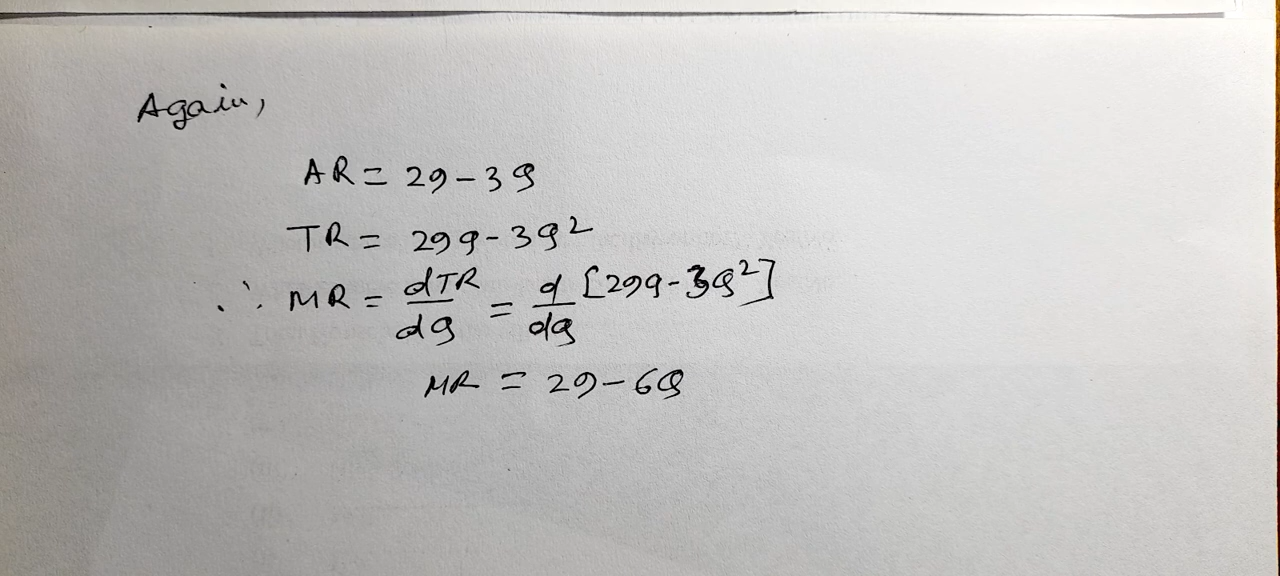 Again,
AR = 29-3q
TR = 29q-3q²
∴ MR = dTR/dq = d/dq [29q-3q²]
MR = 29-6q